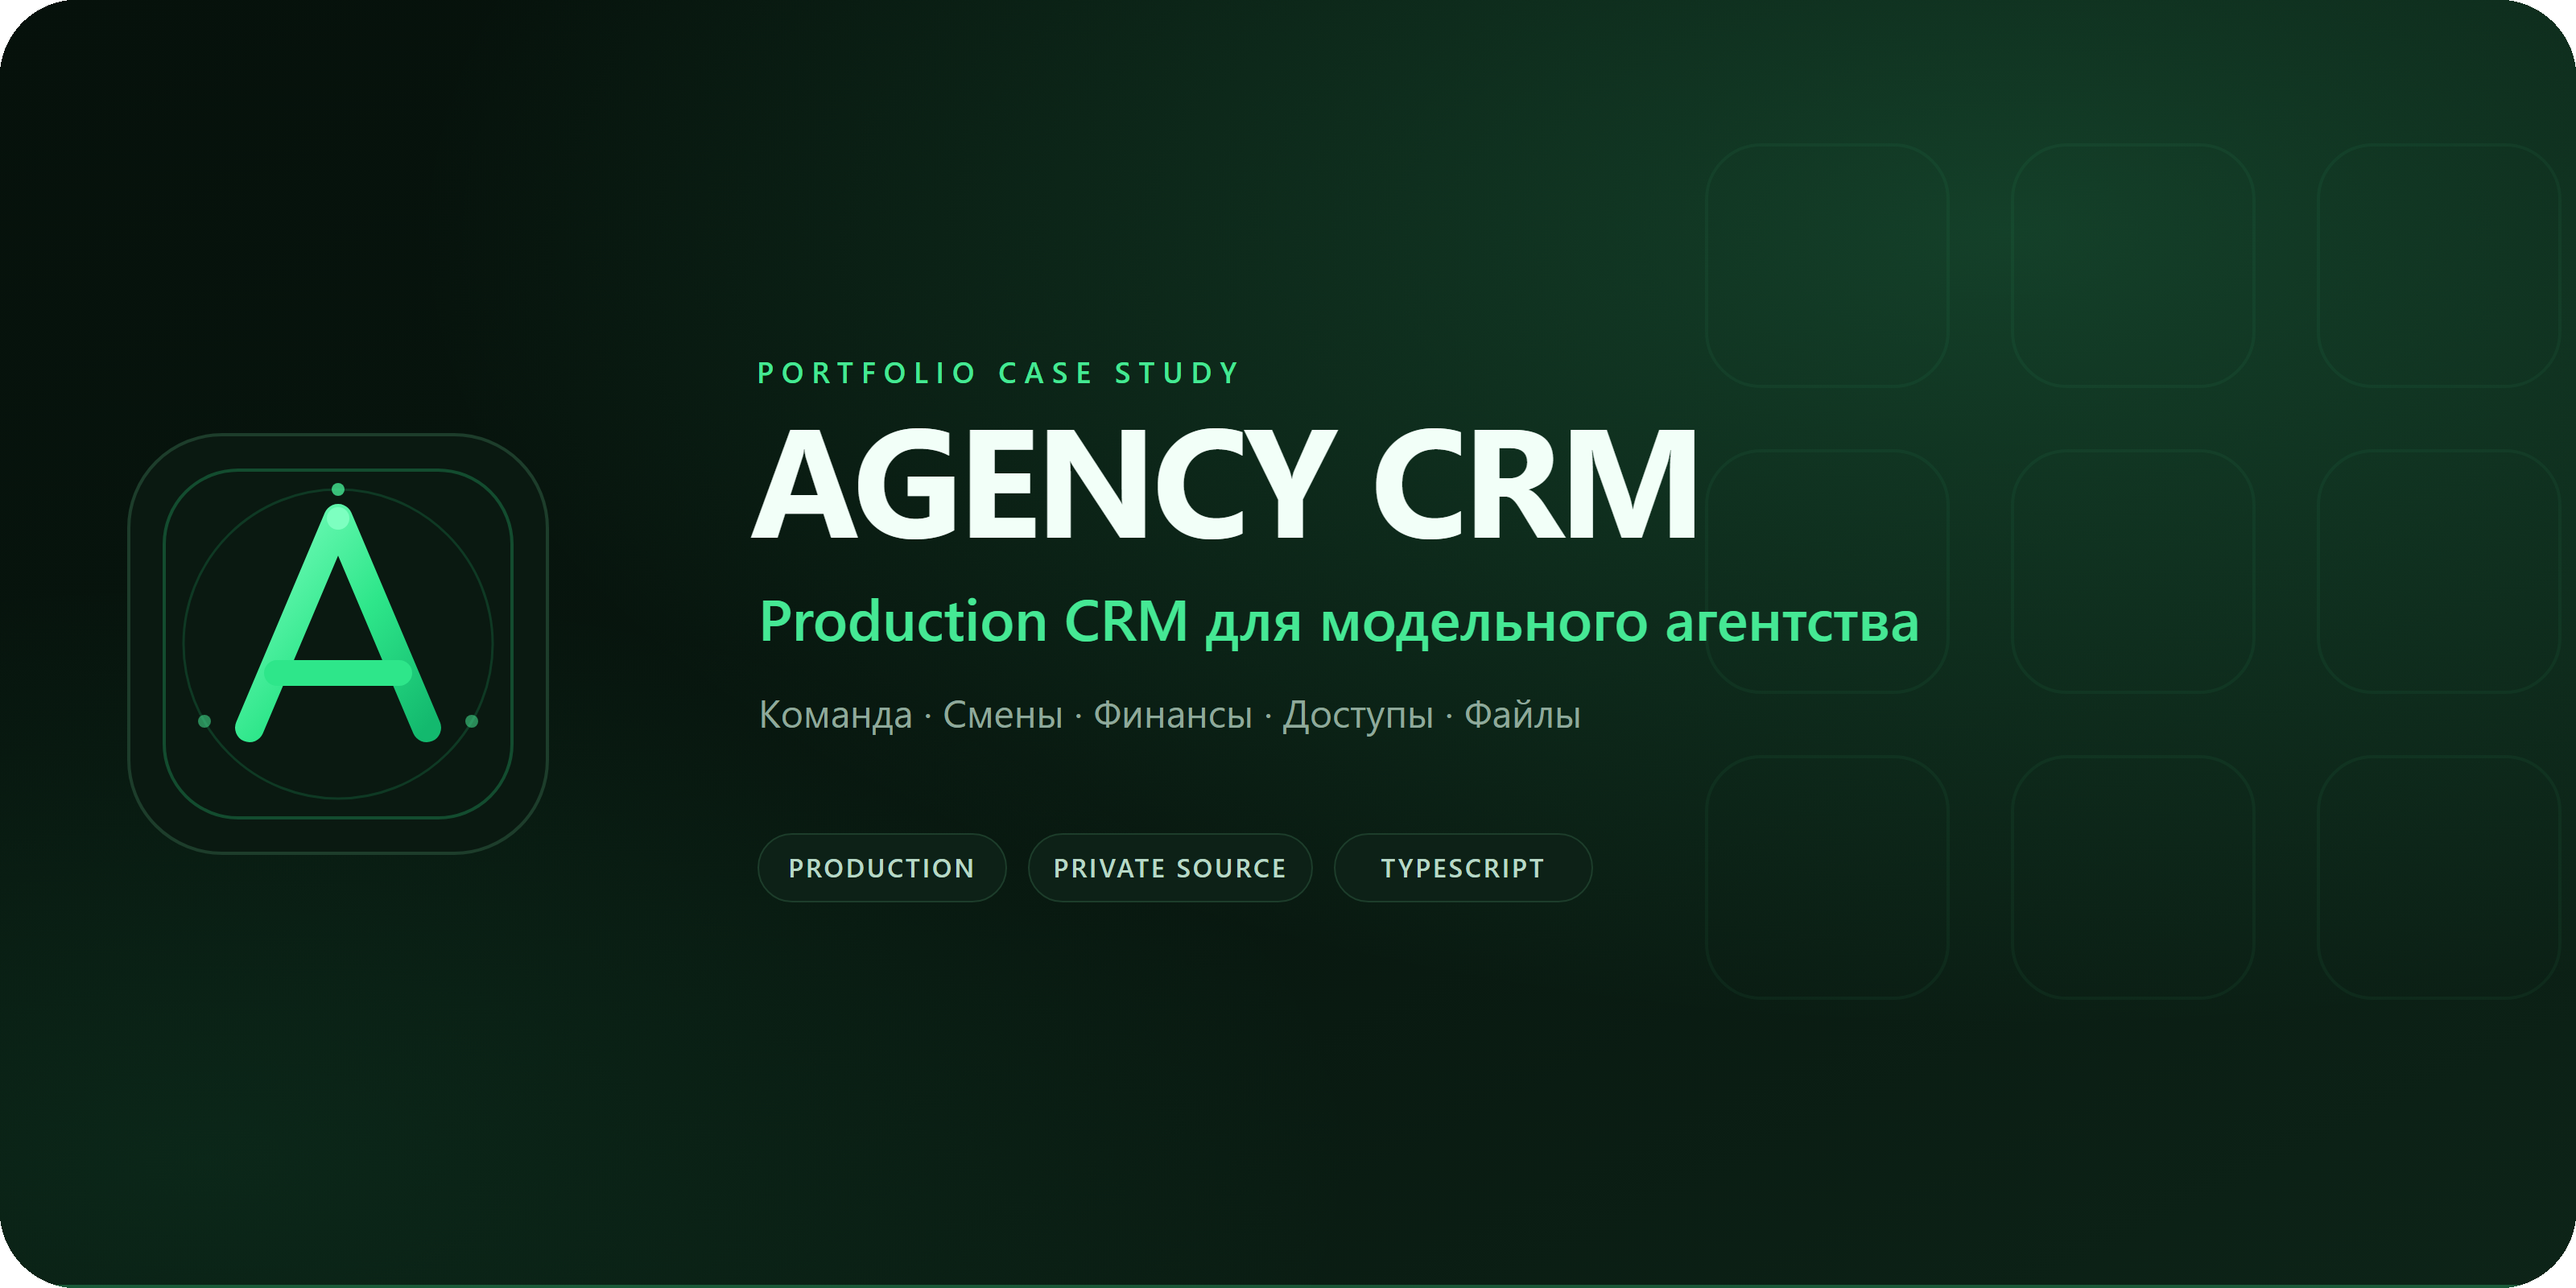 A
PORTFOLIO CASE STUDY
AGENCY CRM
Production CRM для модельного агентства
Команда · Смены · Финансы · Доступы · Файлы
PRODUCTION
PRIVATE SOURCE
TYPESCRIPT